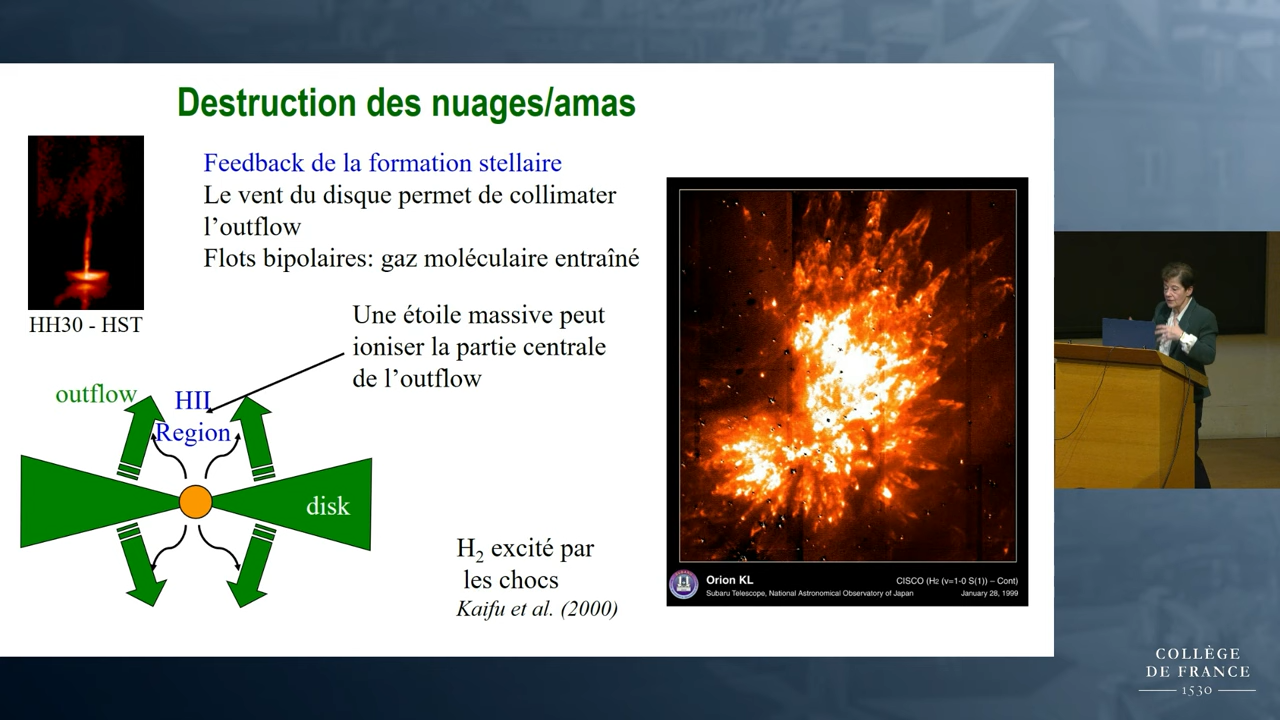 Destruction des nuages/amas
Feedback de la formation stellaire
Le vent du disque permet de collimater
l’outflow
Flots bipolaires: gaz moléculaire entraîné
HH30 - HST
Une étoile massive peut
ioniser la partie centrale
de l’outflow
outflow
HII
Region
disk
H₂ excité par
les chocs
Kaifu et al. (2000)
Orion KL
CISCO (H₂ (v=1-0 S(1)) – Cont)
Subaru Telescope, National Astronomical Observatory of Japan
January 28, 1999
COLLÈGE
DE FRANCE
1530